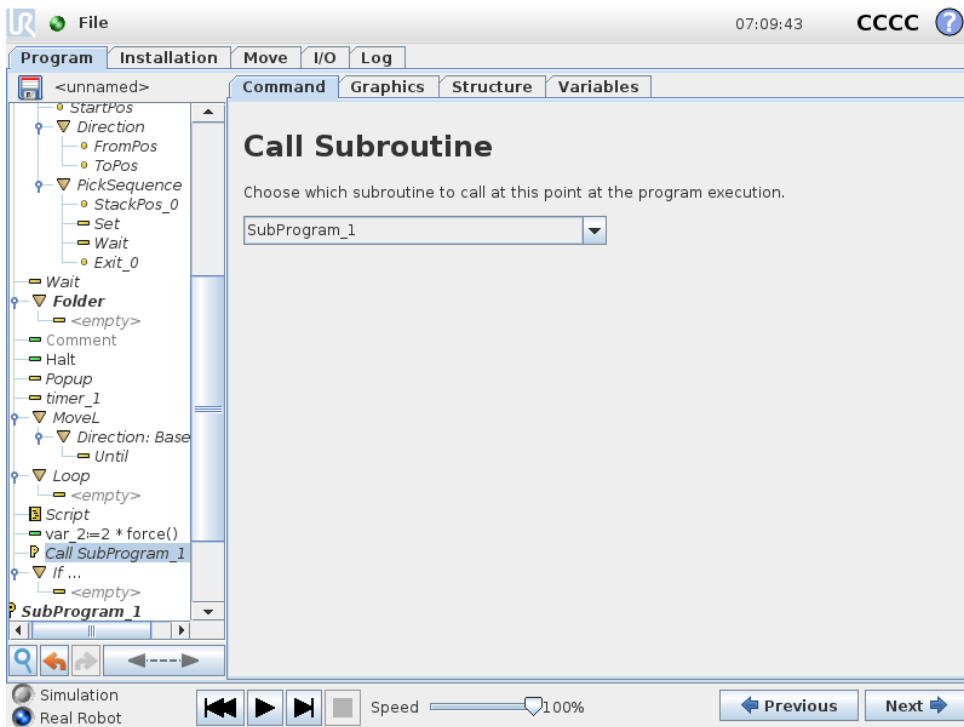 UR File 07:09:43 CCCC ?
Program Installation Move I/O Log
<unnamed>
Command Graphics Structure Variables
StartPos
Direction
FromPos
ToPos
PickSequence
StackPos_0
Set
Wait
Exit_0
Wait
Folder
<empty>
Comment
Halt
Popup
timer_1
MoveL
Direction: Base
Until
Loop
<empty>
Script
var_2:=2 * force()
Call SubProgram_1
If ...
<empty>
SubProgram_1
Call Subroutine
Choose which subroutine to call at this point at the program execution.
SubProgram_1
Simulation
Real Robot
Speed 100%
Previous Next